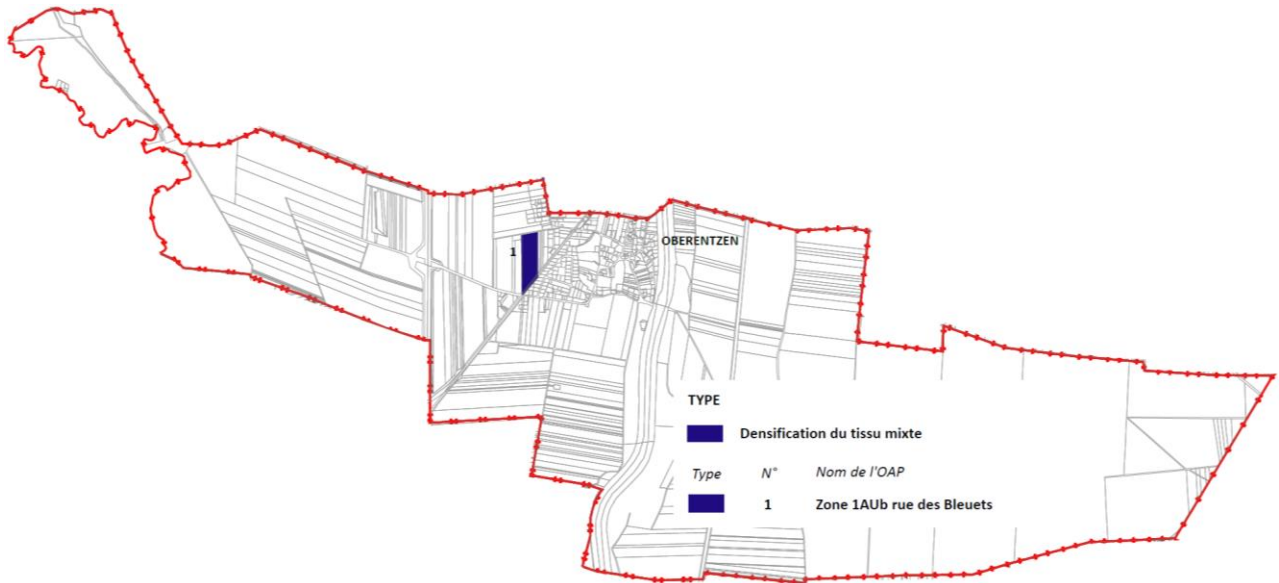 OBERENTZEN
1
TYPE
Densification du tissu mixte
Type N° Nom de l'OAP
1 Zone 1AUb rue des Bleuets